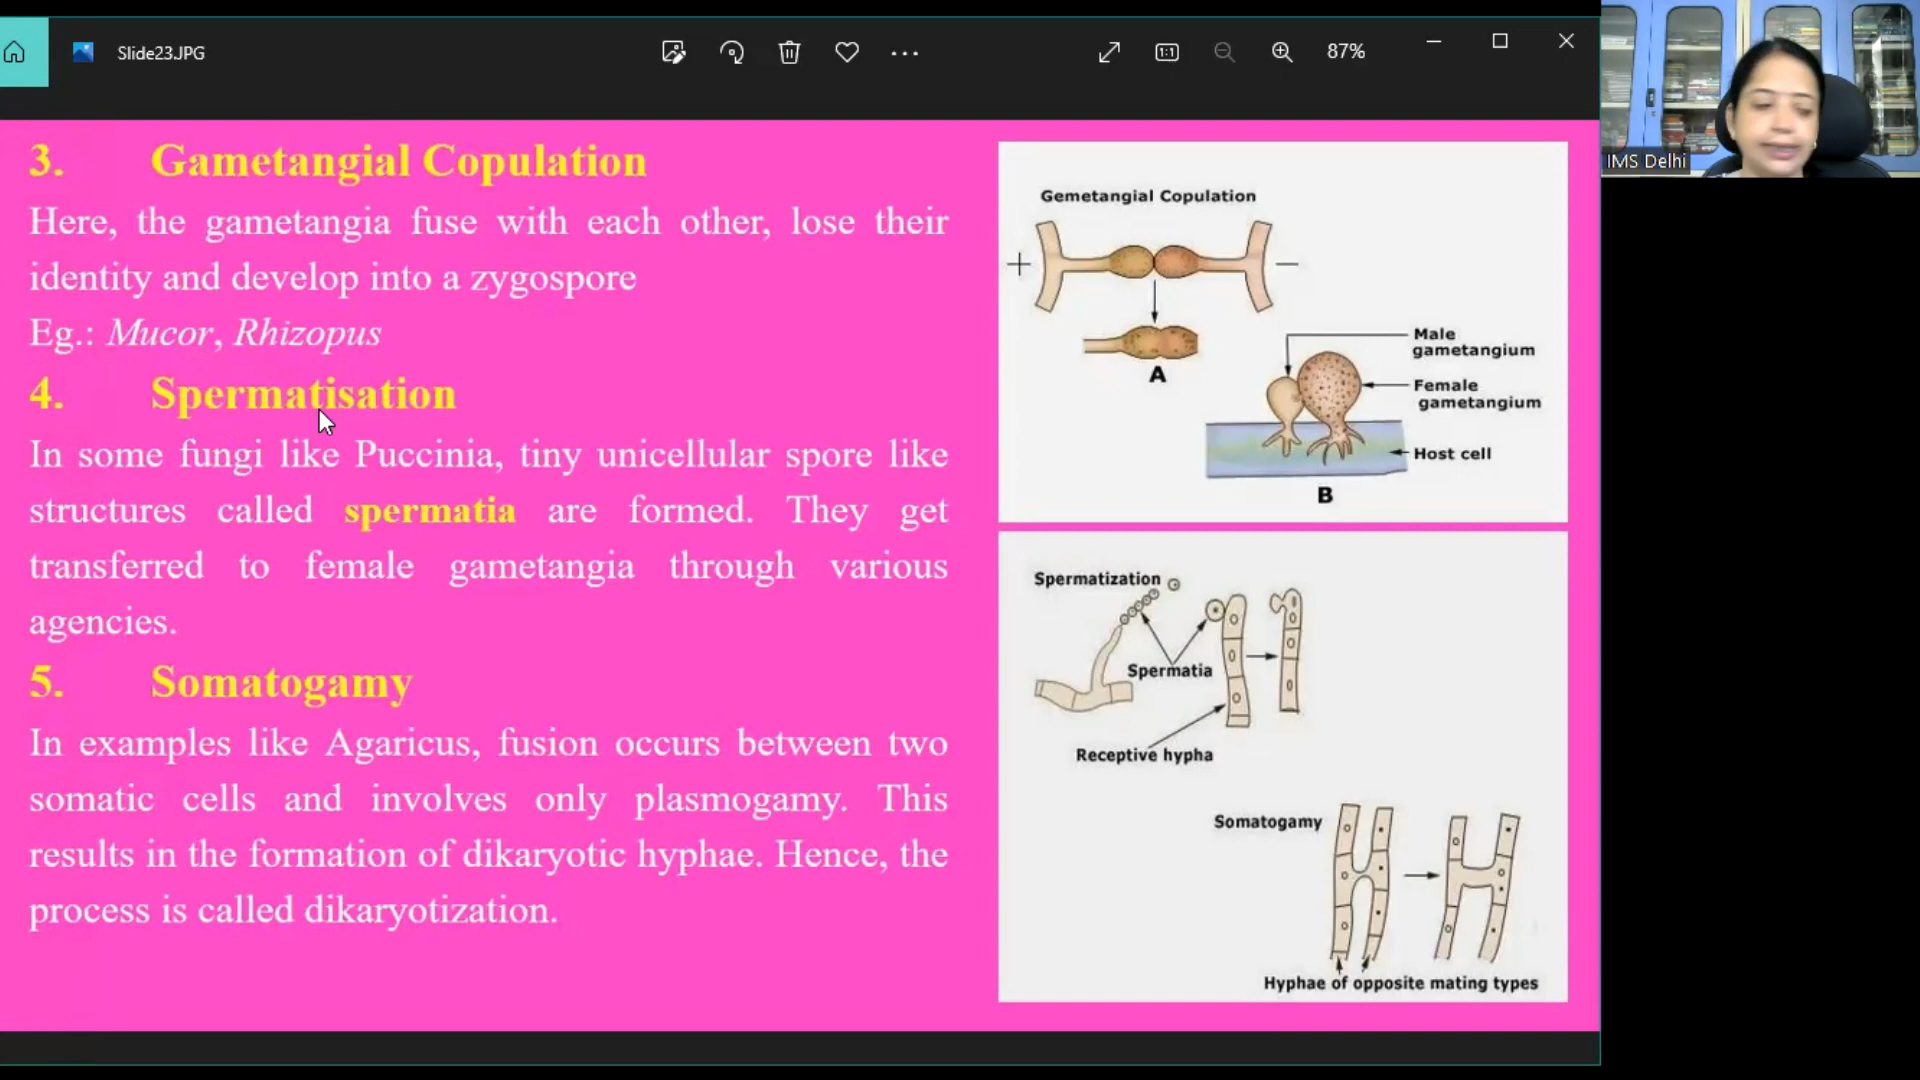 Slide23.JPG
87%
IMS Delhi
3. Gametangial Copulation
Here, the gametangia fuse with each other, lose their
identity and develop into a zygospore
Eg.: Mucor, Rhizopus
4. Spermatisation
In some fungi like Puccinia, tiny unicellular spore like
structures called spermatia are formed. They get
transferred to female gametangia through various
agencies.
5. Somatogamy
In examples like Agaricus, fusion occurs between two
somatic cells and involves only plasmogamy. This
results in the formation of dikaryotic hyphae. Hence, the
process is called dikaryotization.
Gemetangial Copulation
+ −
A
Male
gametangium
Female
gametangium
Host cell
B
Spermatization
Spermatia
Receptive hypha
Somatogamy
Hyphae of opposite mating types